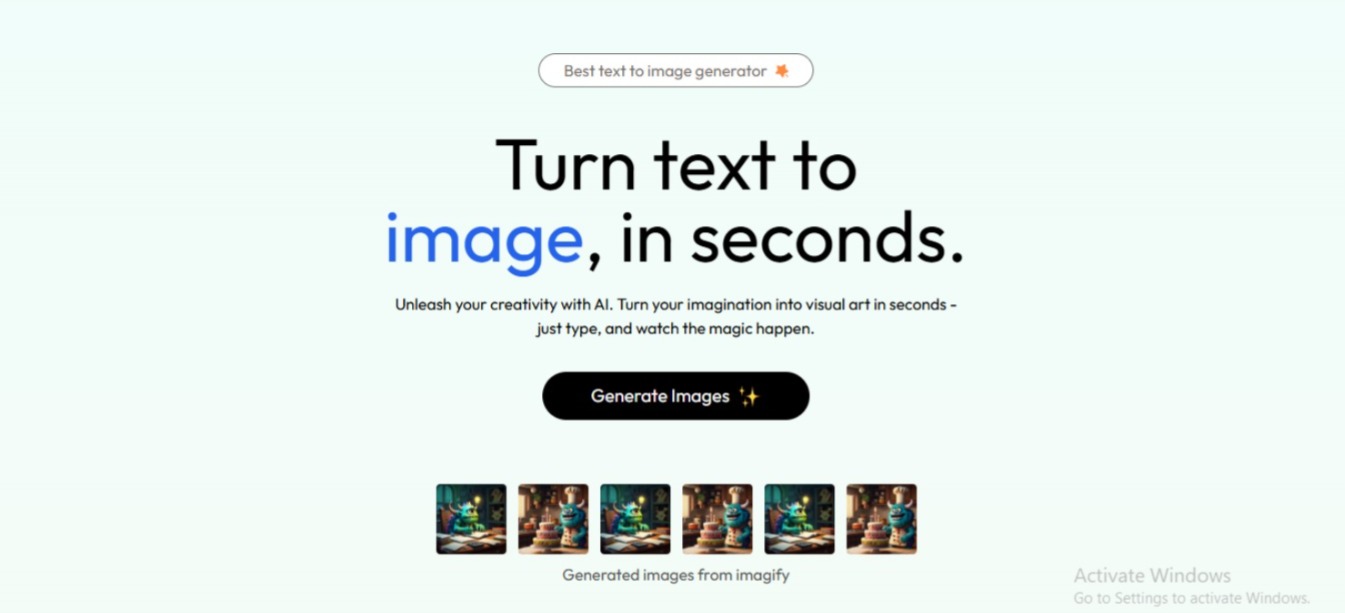 Best text to image generator
Turn text to
image, in seconds.
Unleash your creativity with AI. Turn your imagination into visual art in seconds -
just type, and watch the magic happen.
Generate Images ✨
Generated images from imagify
Activate Windows
Go to Settings to activate Windows.